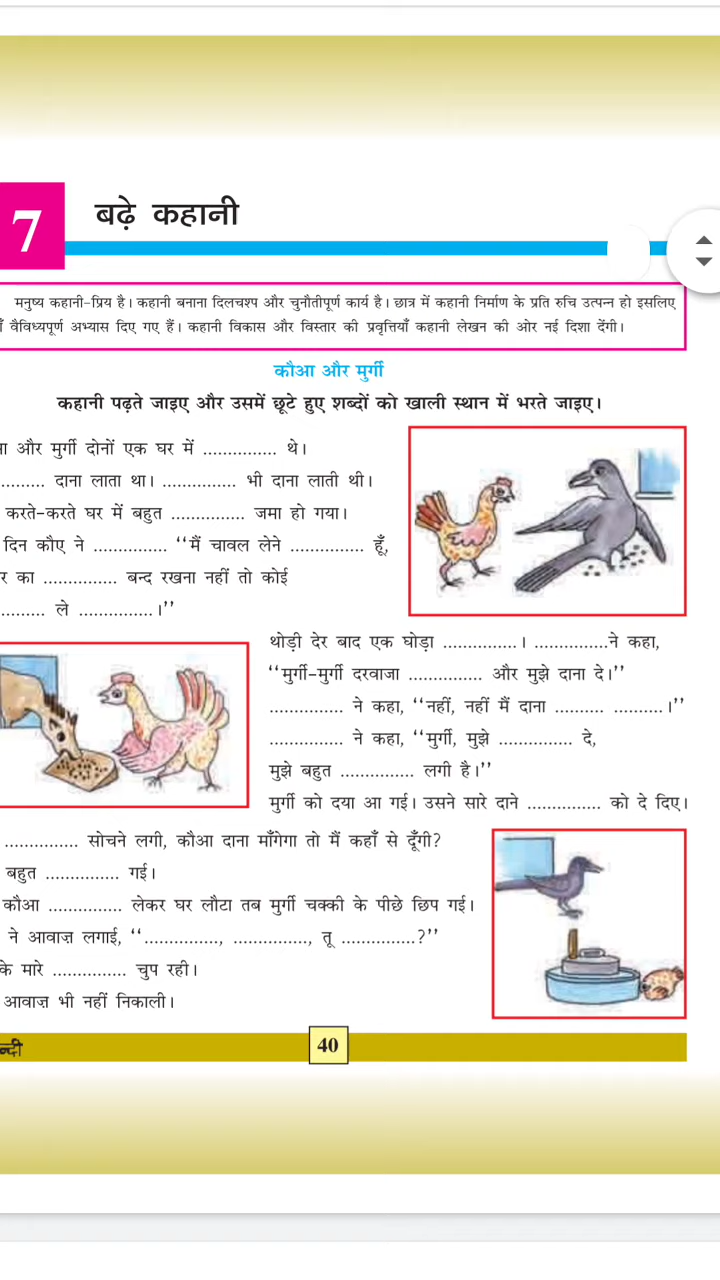 7
बढ़े कहानी
मनुष्य कहानी-प्रिय है। कहानी बनाना दिलचश्प और चुनौतीपूर्ण कार्य है। छात्र में कहानी निर्माण के प्रति रुचि उत्पन्न हो इसलिए
वैविध्यपूर्ण अभ्यास दिए गए हैं। कहानी विकास और विस्तार की प्रवृत्तियाँ कहानी लेखन की ओर नई दिशा देंगी।
कौआ और मुर्गी
कहानी पढ़ते जाइए और उसमें छूटे हुए शब्दों को खाली स्थान में भरते जाइए।
और मुर्गी दोनों एक घर में ............... थे।
......... दाना लाता था। ............... भी दाना लाती थी।
करते-करते घर में बहुत ............... जमा हो गया।
दिन कौए ने ............... ‘‘मैं चावल लेने ............... हूँ,
का ............... बन्द रखना नहीं तो कोई
......... ले ...............।’’
थोड़ी देर बाद एक घोड़ा ...............। ...............ने कहा,
‘‘मुर्गी-मुर्गी दरवाजा ............... और मुझे दाना दे।’’
............... ने कहा, ‘‘नहीं, नहीं मैं दाना .......... ..........।’’
............... ने कहा, ‘‘मुर्गी, मुझे ............... दे,
मुझे बहुत ............... लगी है।’’
मुर्गी को दया आ गई। उसने सारे दाने ............... को दे दिए।
............... सोचने लगी, कौआ दाना माँगेगा तो मैं कहाँ से दूँगी?
बहुत ............... गई।
कौआ ............... लेकर घर लौटा तब मुर्गी चक्की के पीछे छिप गई।
ने आवाज़ लगाई, ‘‘..............., ..............., तू ...............?’’
के मारे ............... चुप रही।
आवाज़ भी नहीं निकाली।
40